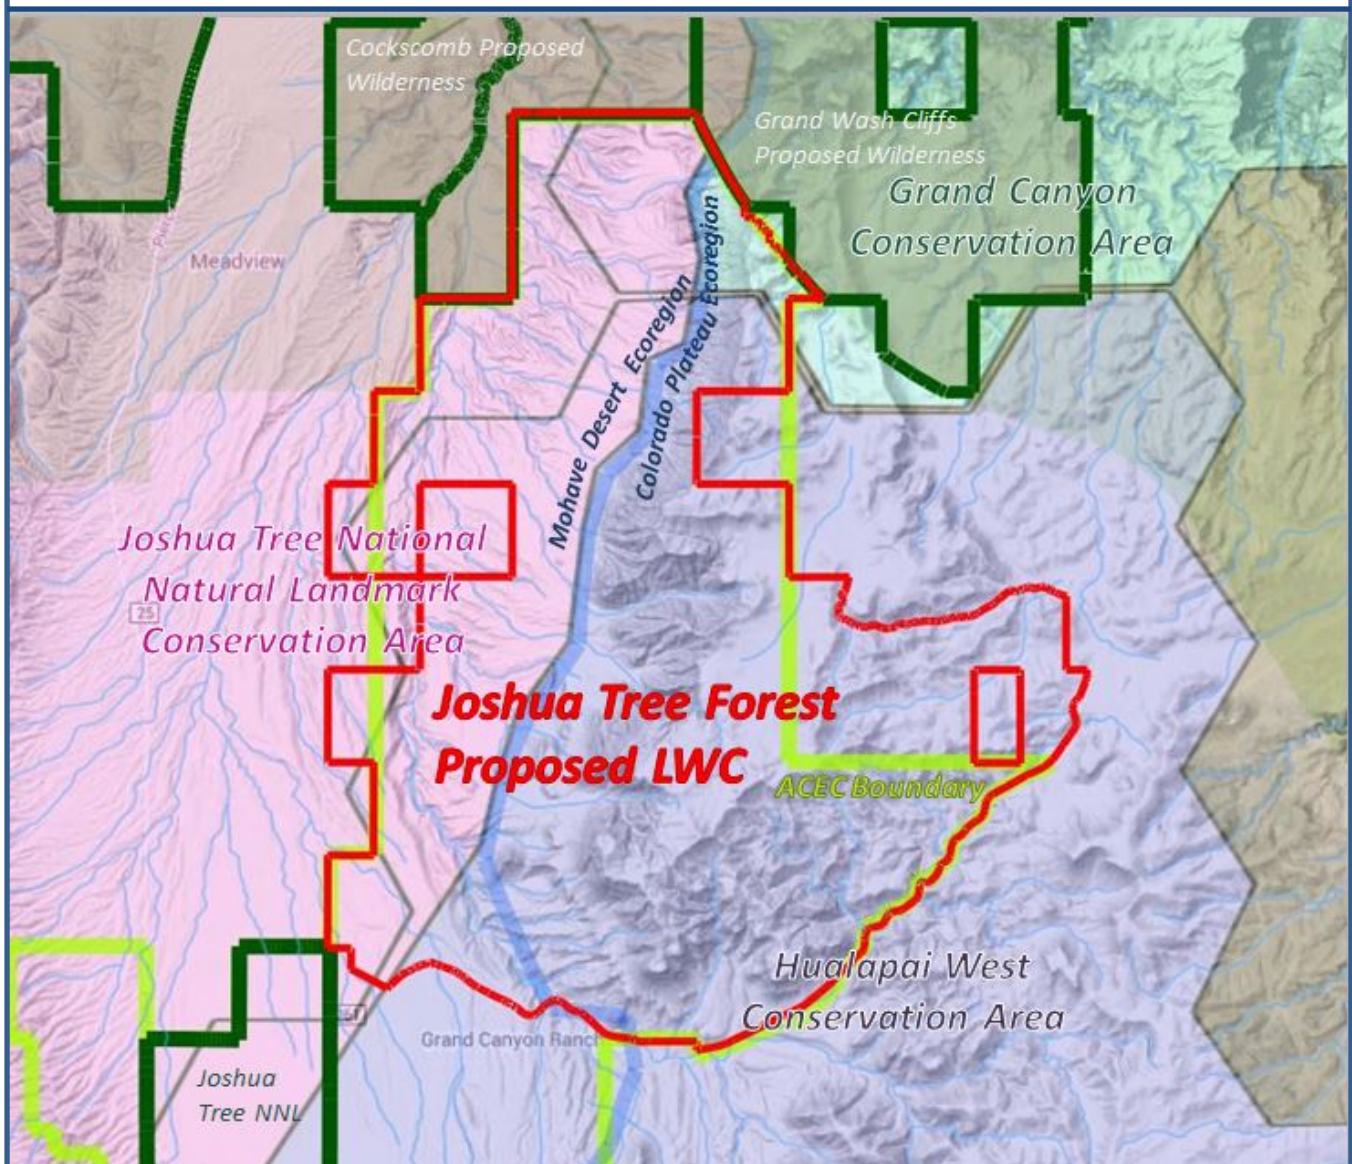 Cockscomb Proposed
Wilderness
Grand Wash Cliffs
Proposed Wilderness
Grand Canyon
Conservation Area
Meadview
Mohave Desert Ecoregion
Colorado Plateau Ecoregion
Joshua Tree National
Natural Landmark
Conservation Area
25
Joshua Tree Forest
Proposed LWC
ACEC Boundary
Hualapai West
Conservation Area
Grand Canyon Ranch
Joshua
Tree NNL